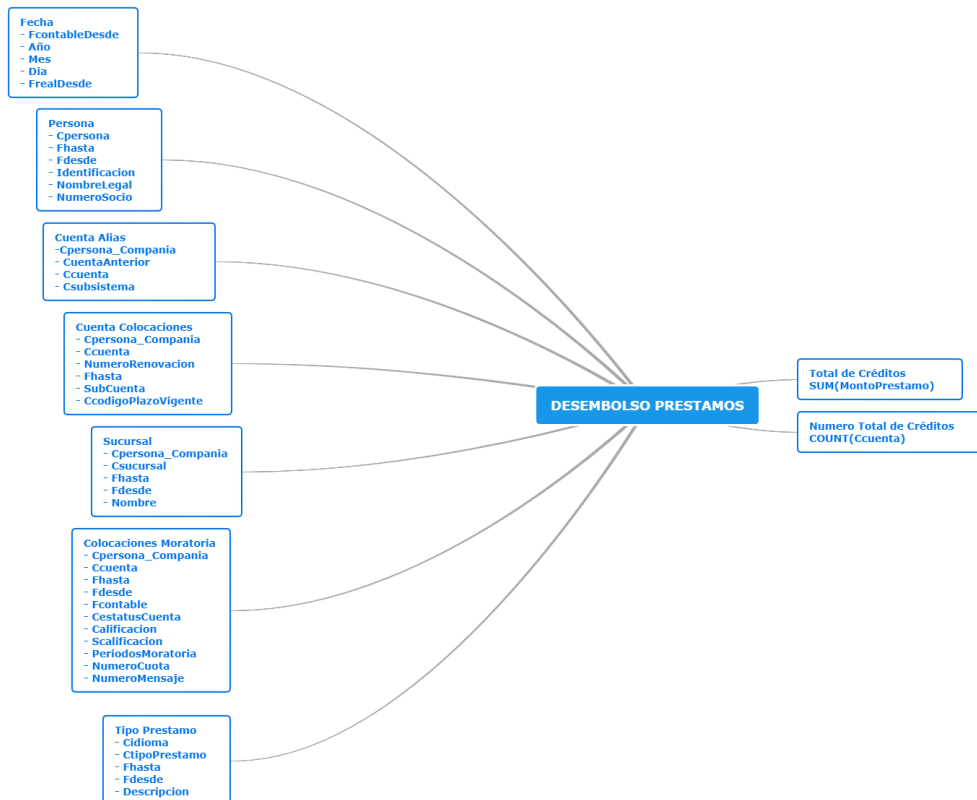 Fecha
- FcontableDesde
- Año
- Mes
- Dia
- FrealDesde
Persona
- Cpersona
- Fhasta
- Fdesde
- Identificacion
- NombreLegal
- NumeroSocio
Cuenta Alias
-Cpersona_Compania
- CuentaAnterior
- Ccuenta
- Csubsistema
Cuenta Colocaciones
- Cpersona_Compania
- Ccuenta
- NumeroRenovacion
- Fhasta
- SubCuenta
- CcodigoPlazoVigente
Sucursal
- Cpersona_Compania
- Csucursal
- Fhasta
- Fdesde
- Nombre
Colocaciones Moratoria
- Cpersona_Compania
- Ccuenta
- Fhasta
- Fdesde
- Fcontable
- CestatusCuenta
- Calificacion
- Scalificacion
- PeriodosMoratoria
- NumeroCuota
- NumeroMensaje
Tipo Prestamo
- Cidioma
- CtipoPrestamo
- Fhasta
- Fdesde
- Descripcion
DESEMBOLSO PRESTAMOS
Total de Créditos
SUM(MontoPrestamo)
Numero Total de Créditos
COUNT(Ccuenta)